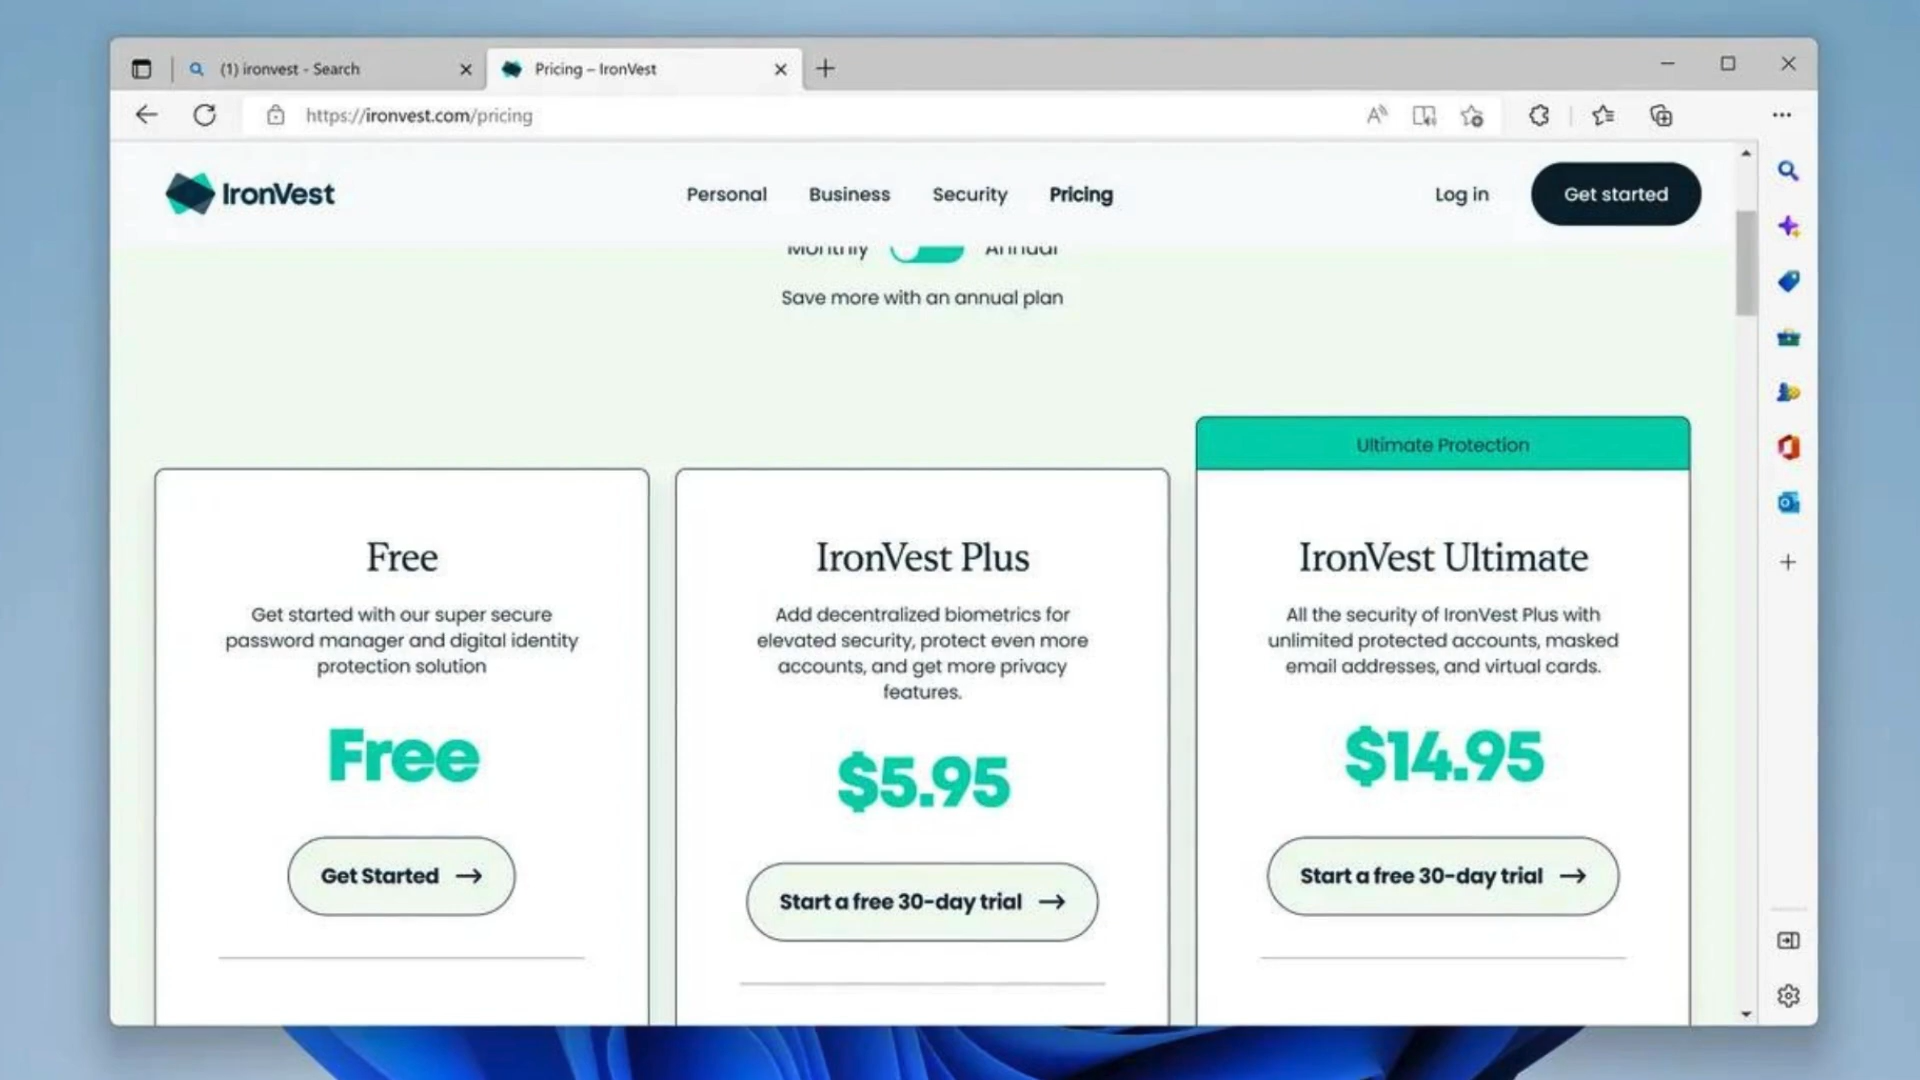 (1) ironvest - Search
Pricing – IronVest
https://ironvest.com/pricing
IronVest
Personal
Business
Security
Pricing
Log in
Get started
Monthly
Annual
Save more with an annual plan
Free
Get started with our super secure
password manager and digital identity
protection solution
Free
Get Started →
IronVest Plus
Add decentralized biometrics for
elevated security, protect even more
accounts, and get more privacy
features.
$5.95
Start a free 30-day trial →
Ultimate Protection
IronVest Ultimate
All the security of IronVest Plus with
unlimited protected accounts, masked
email addresses, and virtual cards.
$14.95
Start a free 30-day trial →